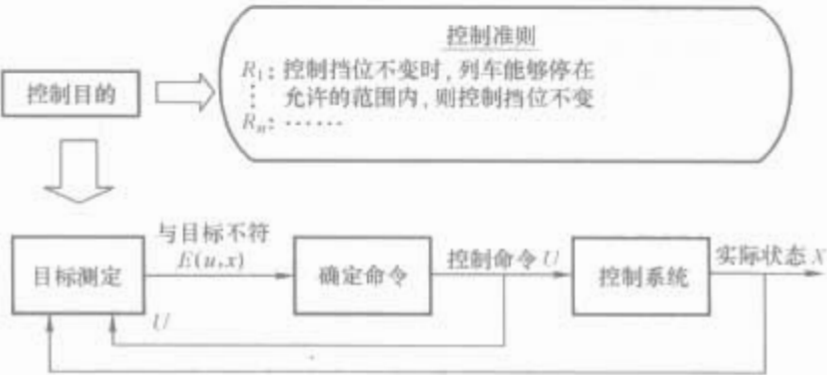 控制准则
R₁：控制挡位不变时，列车能够停在
⋮ 允许的范围内，则控制挡位不变
Rₙ：……
控制目的
与目标不符
E(u,x)
目标测定
确定命令
控制命令 U
控制系统
实际状态 X
U